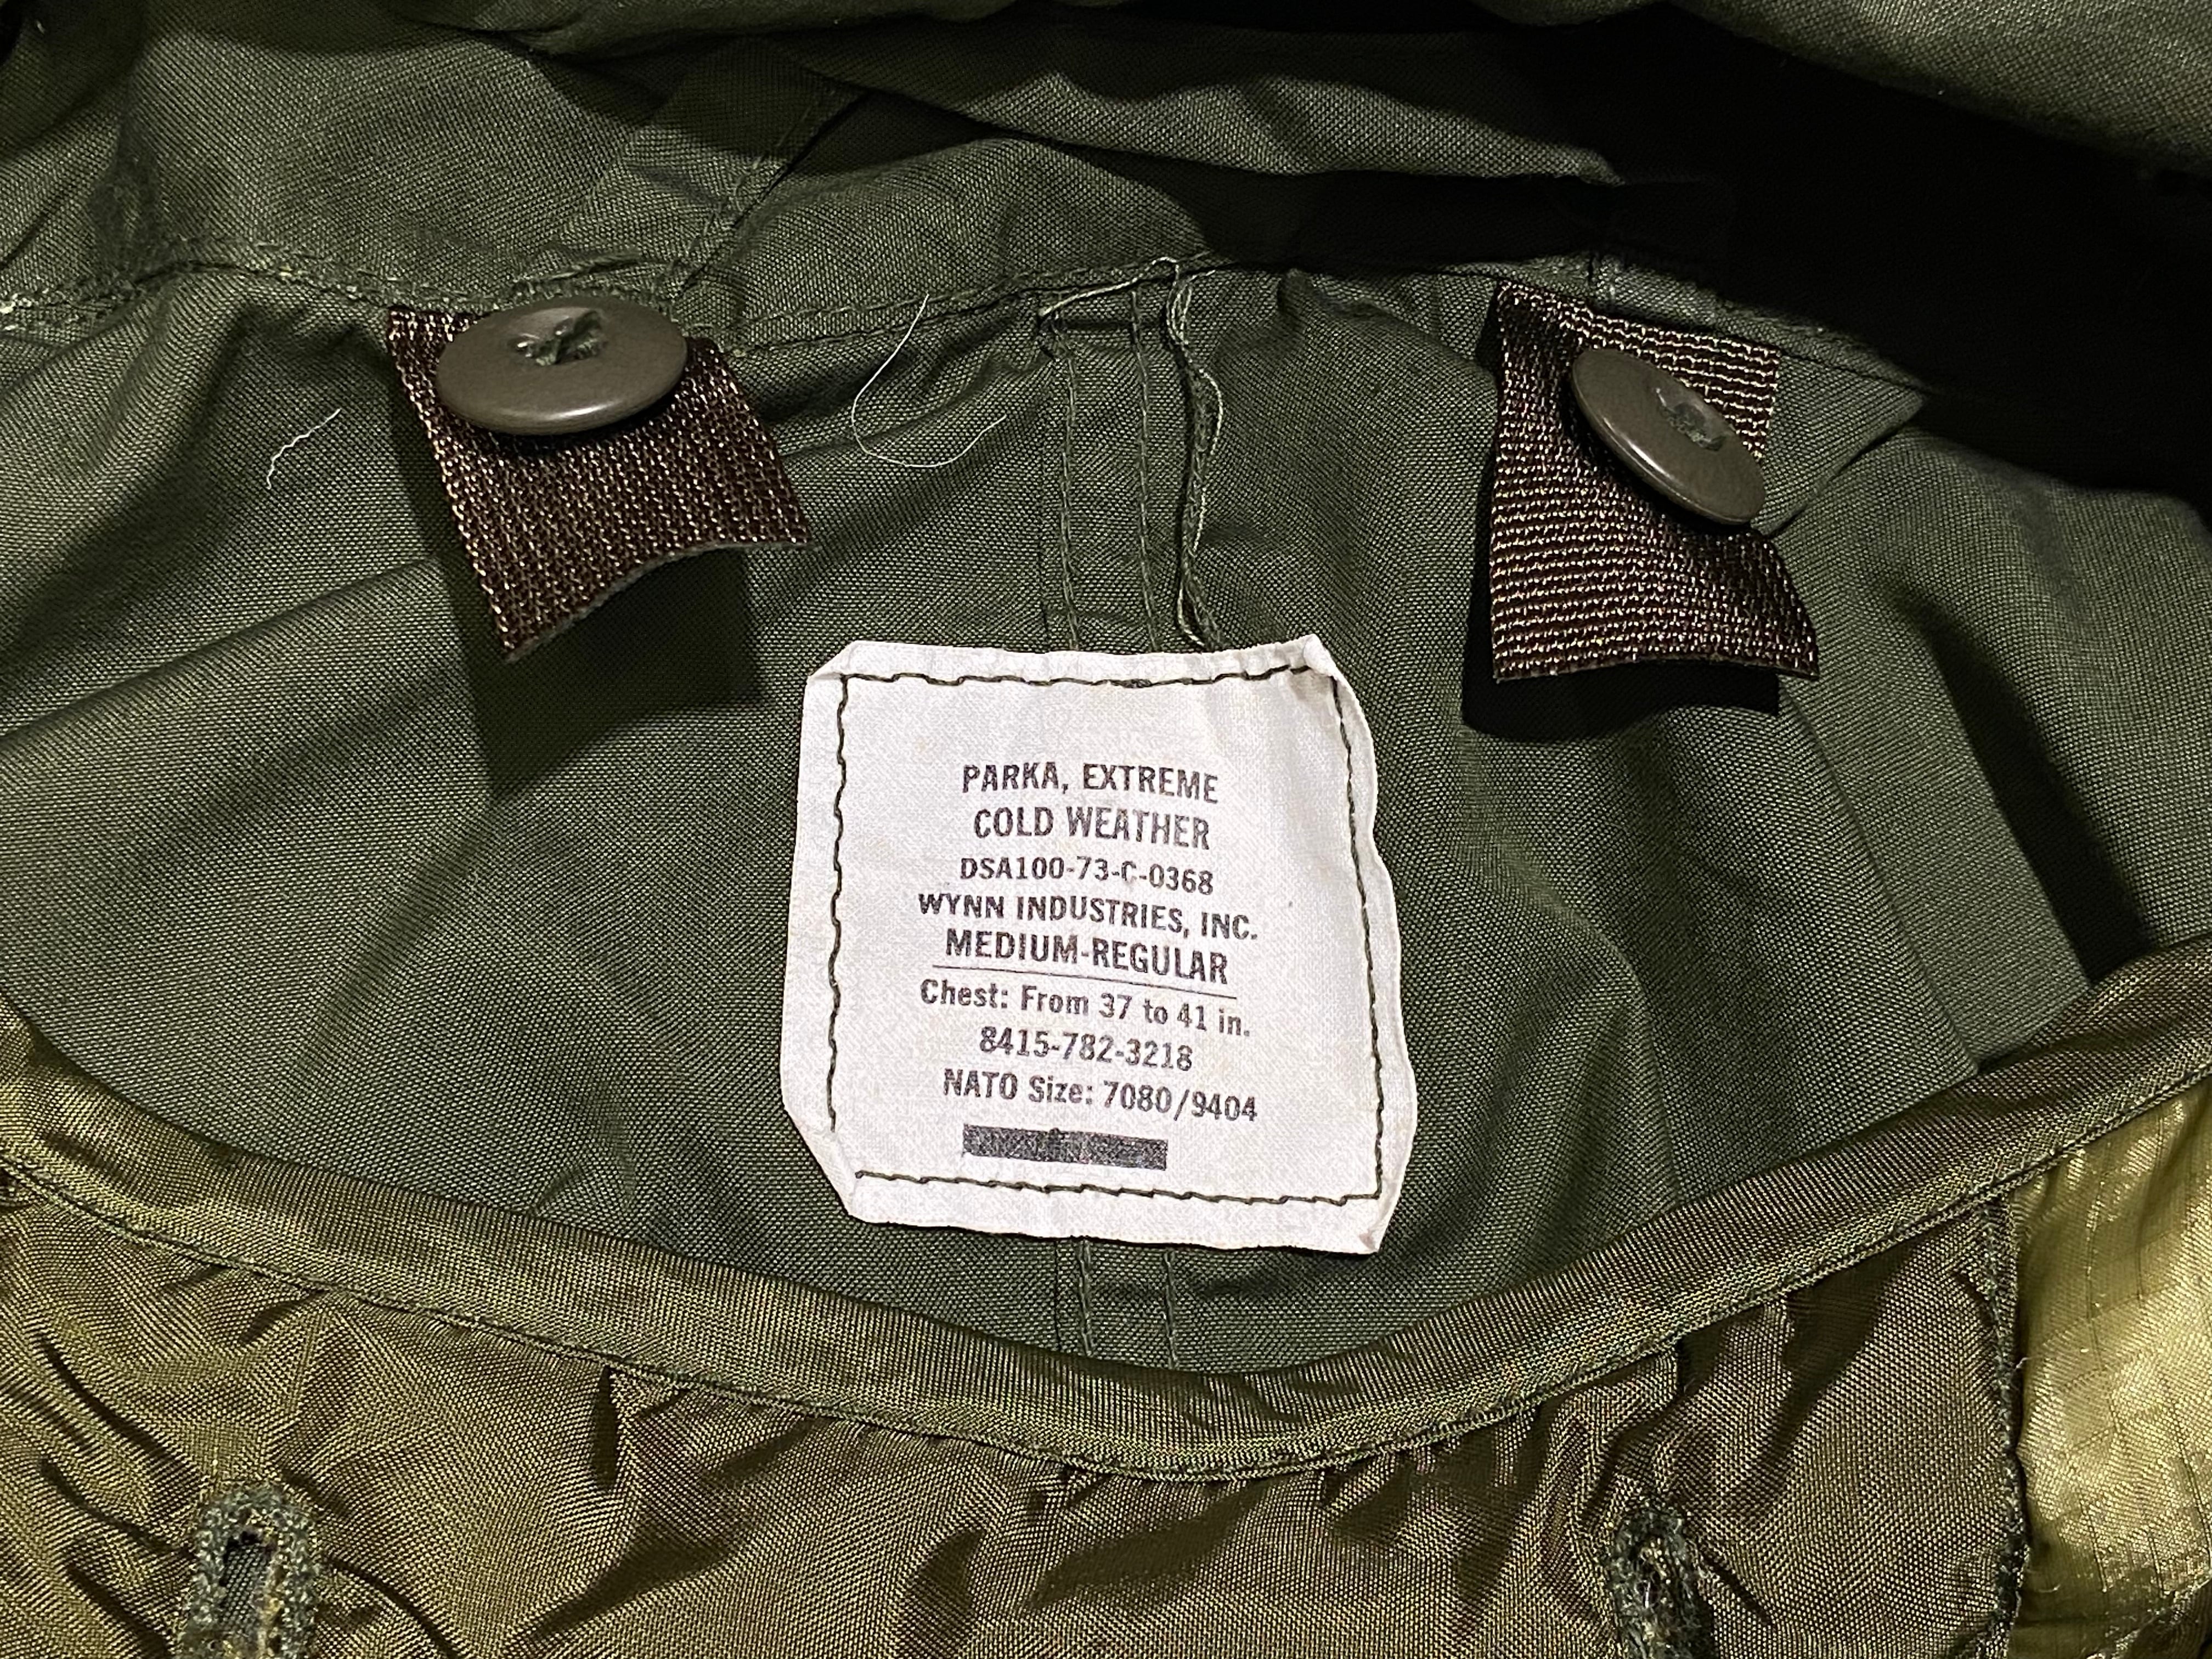 PARKA, EXTREME
COLD WEATHER
DSA100-73-C-0368
WYNN INDUSTRIES, INC.
MEDIUM-REGULAR
Chest: From 37 to 41 in.
8415-782-3218
NATO Size: 7080/9404